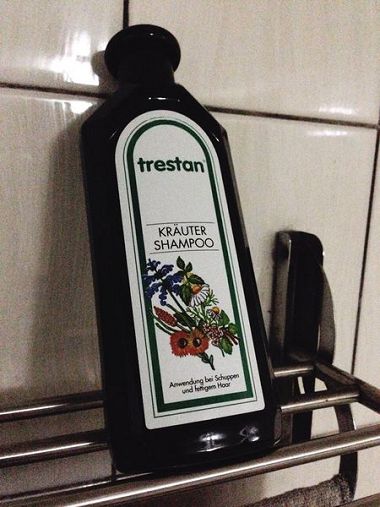 trestan
KRÄUTER
SHAMPOO
Anwendung bei Schuppen
und fettigem Haar